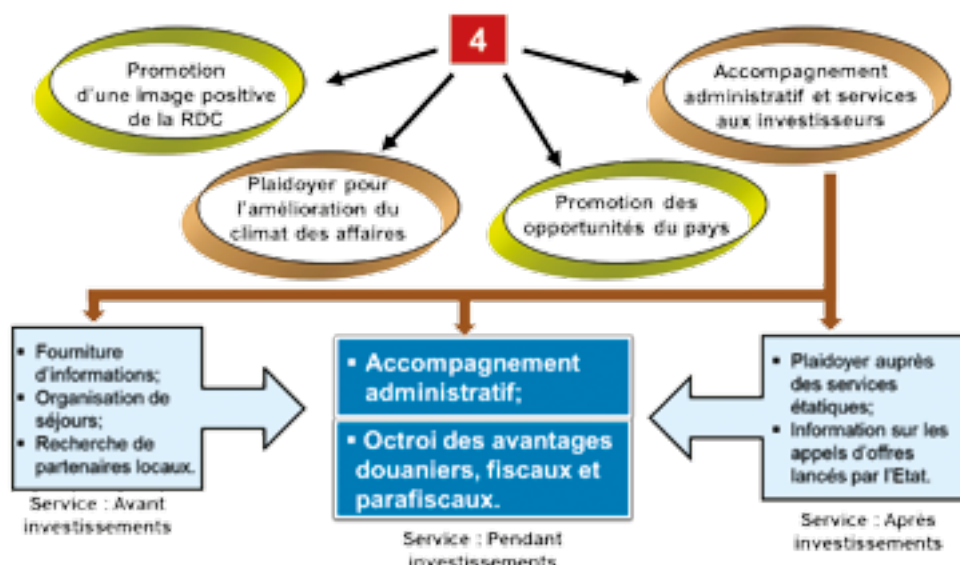 4
Promotion
d'une image positive
de la RDC
Accompagnement
administratif et services
aux investisseurs
Plaidoyer pour
l'amélioration du
climat des affaires
Promotion des
opportunités du pays
▪ Fourniture
d'informations;
▪ Organisation de
séjours;
▪ Recherche de
partenaires locaux.
Service : Avant
investissements
▪ Accompagnement
administratif;
▪ Octroi des avantages
douaniers, fiscaux et
parafiscaux.
Service : Pendant
investissements
▪ Plaidoyer auprès
des services
étatiques;
▪ Information sur les
appels d'offres
lancés par l'Etat.
Service : Après
investissements